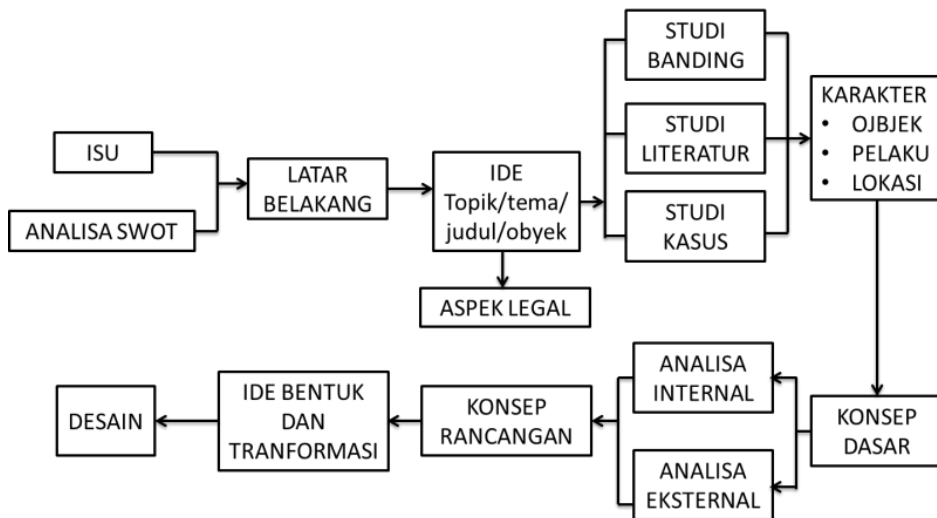 ISU
ANALISA SWOT
LATAR
BELAKANG
IDE
Topik/tema/
judul/obyek
ASPEK LEGAL
STUDI
BANDING
STUDI
LITERATUR
STUDI
KASUS
KARAKTER
• OJBJEK
• PELAKU
• LOKASI
KONSEP
DASAR
ANALISA
INTERNAL
ANALISA
EKSTERNAL
KONSEP
RANCANGAN
IDE BENTUK
DAN
TRANFORMASI
DESAIN